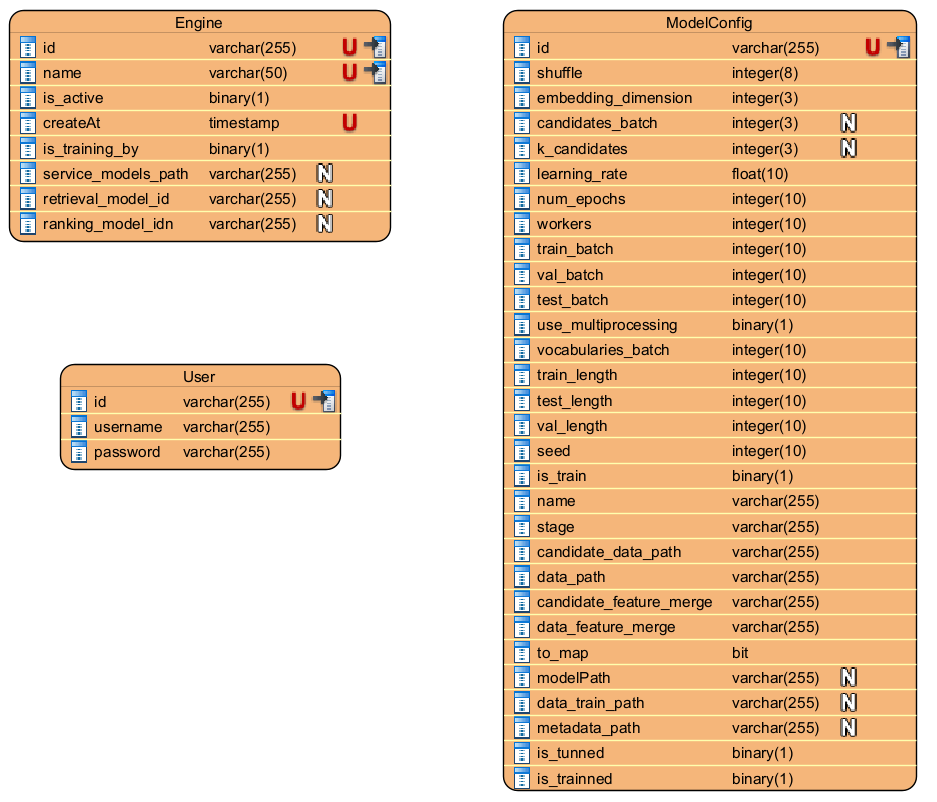 Engine
id varchar(255) U
name varchar(50) U
is_active binary(1)
createAt timestamp U
is_training_by binary(1)
service_models_path varchar(255) N
retrieval_model_id varchar(255) N
ranking_model_idn varchar(255) N
User
id varchar(255) U
username varchar(255)
password varchar(255)
ModelConfig
id varchar(255) U
shuffle integer(8)
embedding_dimension integer(3)
candidates_batch integer(3) N
k_candidates integer(3) N
learning_rate float(10)
num_epochs integer(10)
workers integer(10)
train_batch integer(10)
val_batch integer(10)
test_batch integer(10)
use_multiprocessing binary(1)
vocabularies_batch integer(10)
train_length integer(10)
test_length integer(10)
val_length integer(10)
seed integer(10)
is_train binary(1)
name varchar(255)
stage varchar(255)
candidate_data_path varchar(255)
data_path varchar(255)
candidate_feature_merge varchar(255)
data_feature_merge varchar(255)
to_map bit
modelPath varchar(255) N
data_train_path varchar(255) N
metadata_path varchar(255) N
is_tunned binary(1)
is_trainned binary(1)